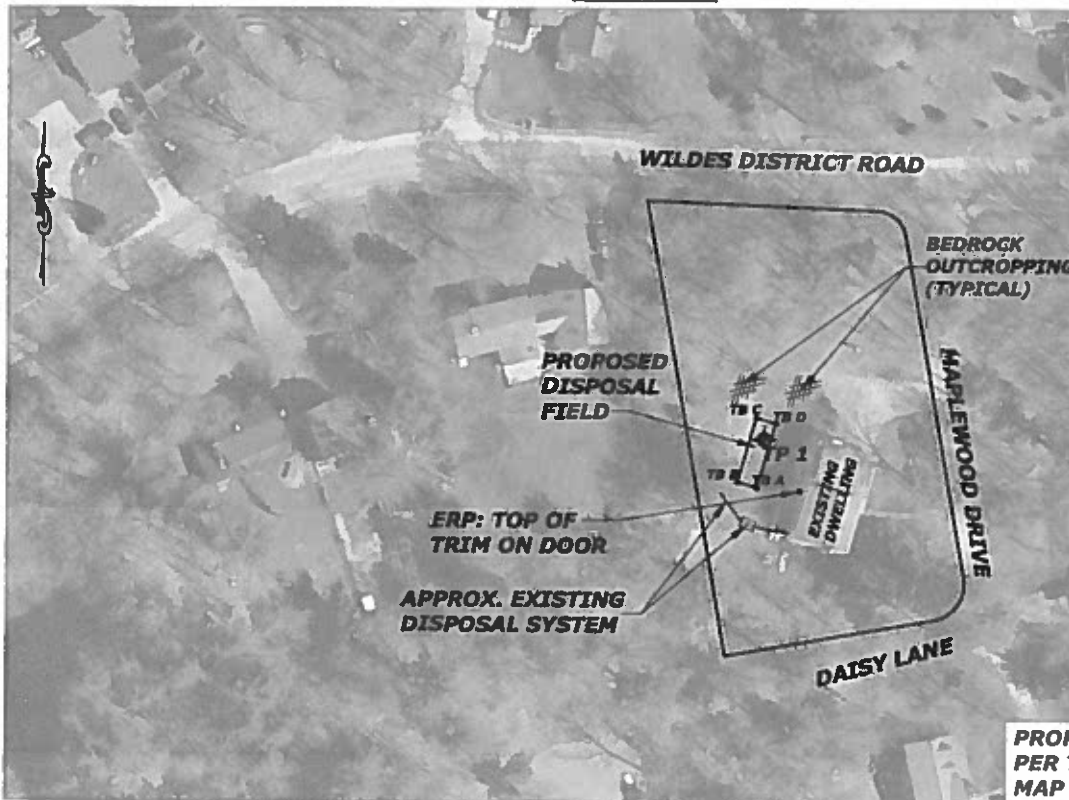 WILDES DISTRICT ROAD
BEDROCK
OUTCROPPING
(TYPICAL)
MAPLEWOOD DRIVE
PROPOSED
DISPOSAL
FIELD
TB C
TB D
TP 1
TB B
TB A
EXISTING
DWELLING
ERP: TOP OF
TRIM ON DOOR
APPROX. EXISTING
DISPOSAL SYSTEM
DAISY LANE
PER
MAP